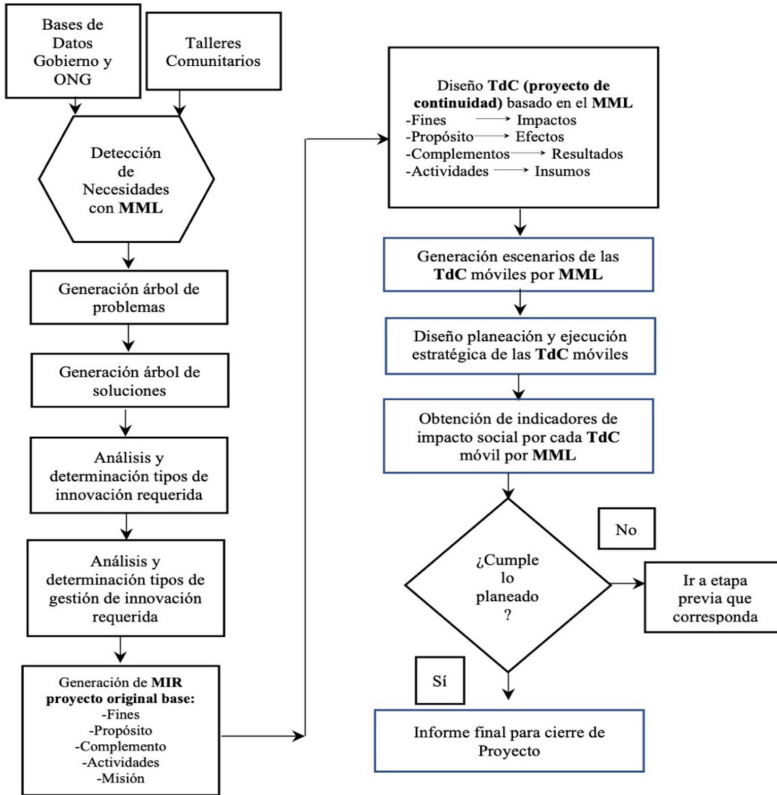 Bases de
Datos
Gobierno y
ONG
Talleres
Comunitarios
Detección
de
Necesidades
con MML
Generación árbol de
problemas
Generación árbol de
soluciones
Análisis y
determinación tipos de
innovación requerida
Análisis y
determinación tipos de
gestión de innovación
requerida
Generación de MIR
proyecto original base:
-Fines
-Propósito
-Complemento
-Actividades
-Misión
Diseño TdC (proyecto de
continuidad) basado en el MML
-Fines → Impactos
-Propósito → Efectos
-Complementos → Resultados
-Actividades → Insumos
Generación escenarios de las
TdC móviles por MML
Diseño planeación y ejecución
estratégica de las TdC móviles
Obtención de indicadores de
impacto social por cada TdC
móvil por MML
¿Cumple
lo
planeado
?
No
Ir a etapa
previa que
corresponda
Sí
Informe final para cierre de
Proyecto